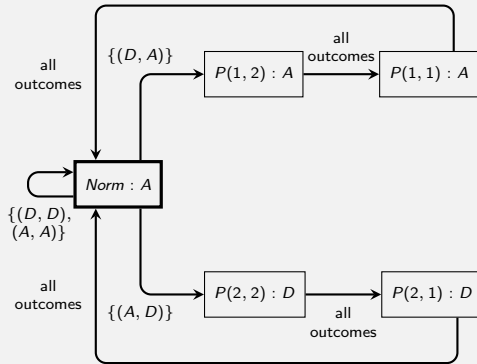 all
outcomes
{(D, A)}
P(1, 2) : A
all
outcomes
P(1, 1) : A
Norm : A
{(D, D),
(A, A)}
all
outcomes
{(A, D)}
P(2, 2) : D
all
outcomes
P(2, 1) : D